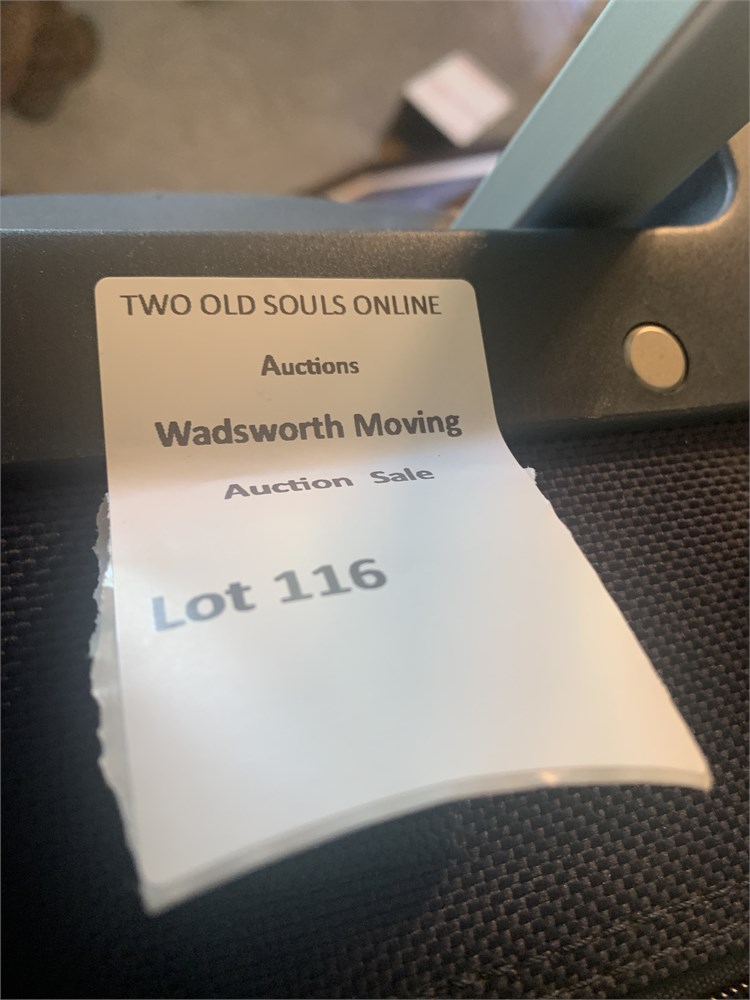 TWO OLD SOULS ONLINE
Auctions
Wadsworth Moving
Auction Sale
Lot 116